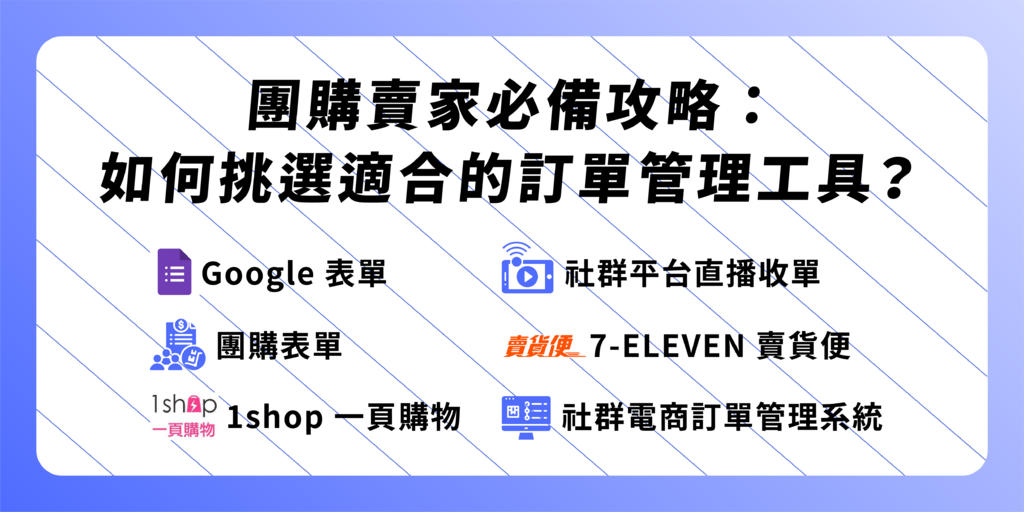 團購賣家必備攻略：
如何挑選適合的訂單管理工具？
Google 表單
社群平台直播收單
團購表單
賣貨便 7-ELEVEN 賣貨便
1shop 一頁購物 1shop 一頁購物
社群電商訂單管理系統